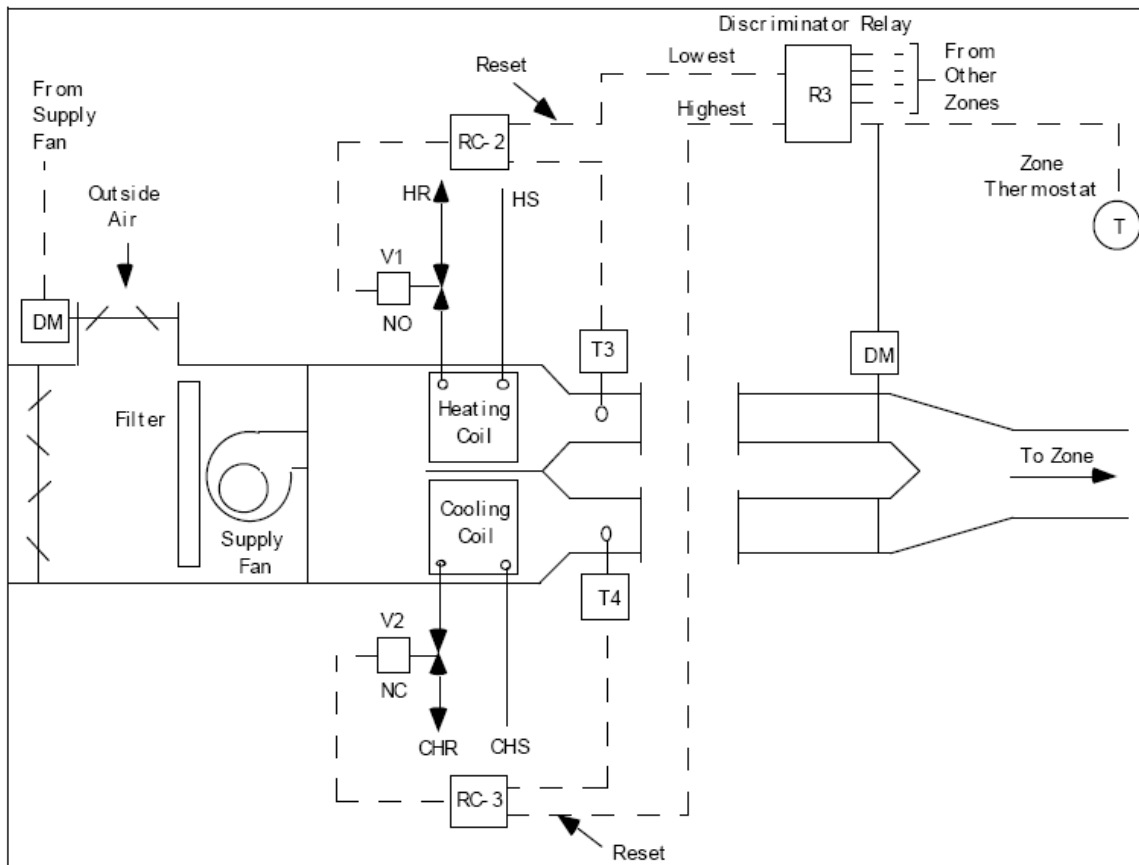 Discriminator Relay
From
Supply
Fan
Outside
Air
Reset
Lowest
Highest
R3
From
Other
Zones
RC-2
Zone
Thermostat
T
HR
HS
V1
NO
DM
T3
DM
Filter
Heating
Coil
To Zone
Cooling
Coil
Supply
Fan
T4
V2
NC
CHR
CHS
RC-3
Reset